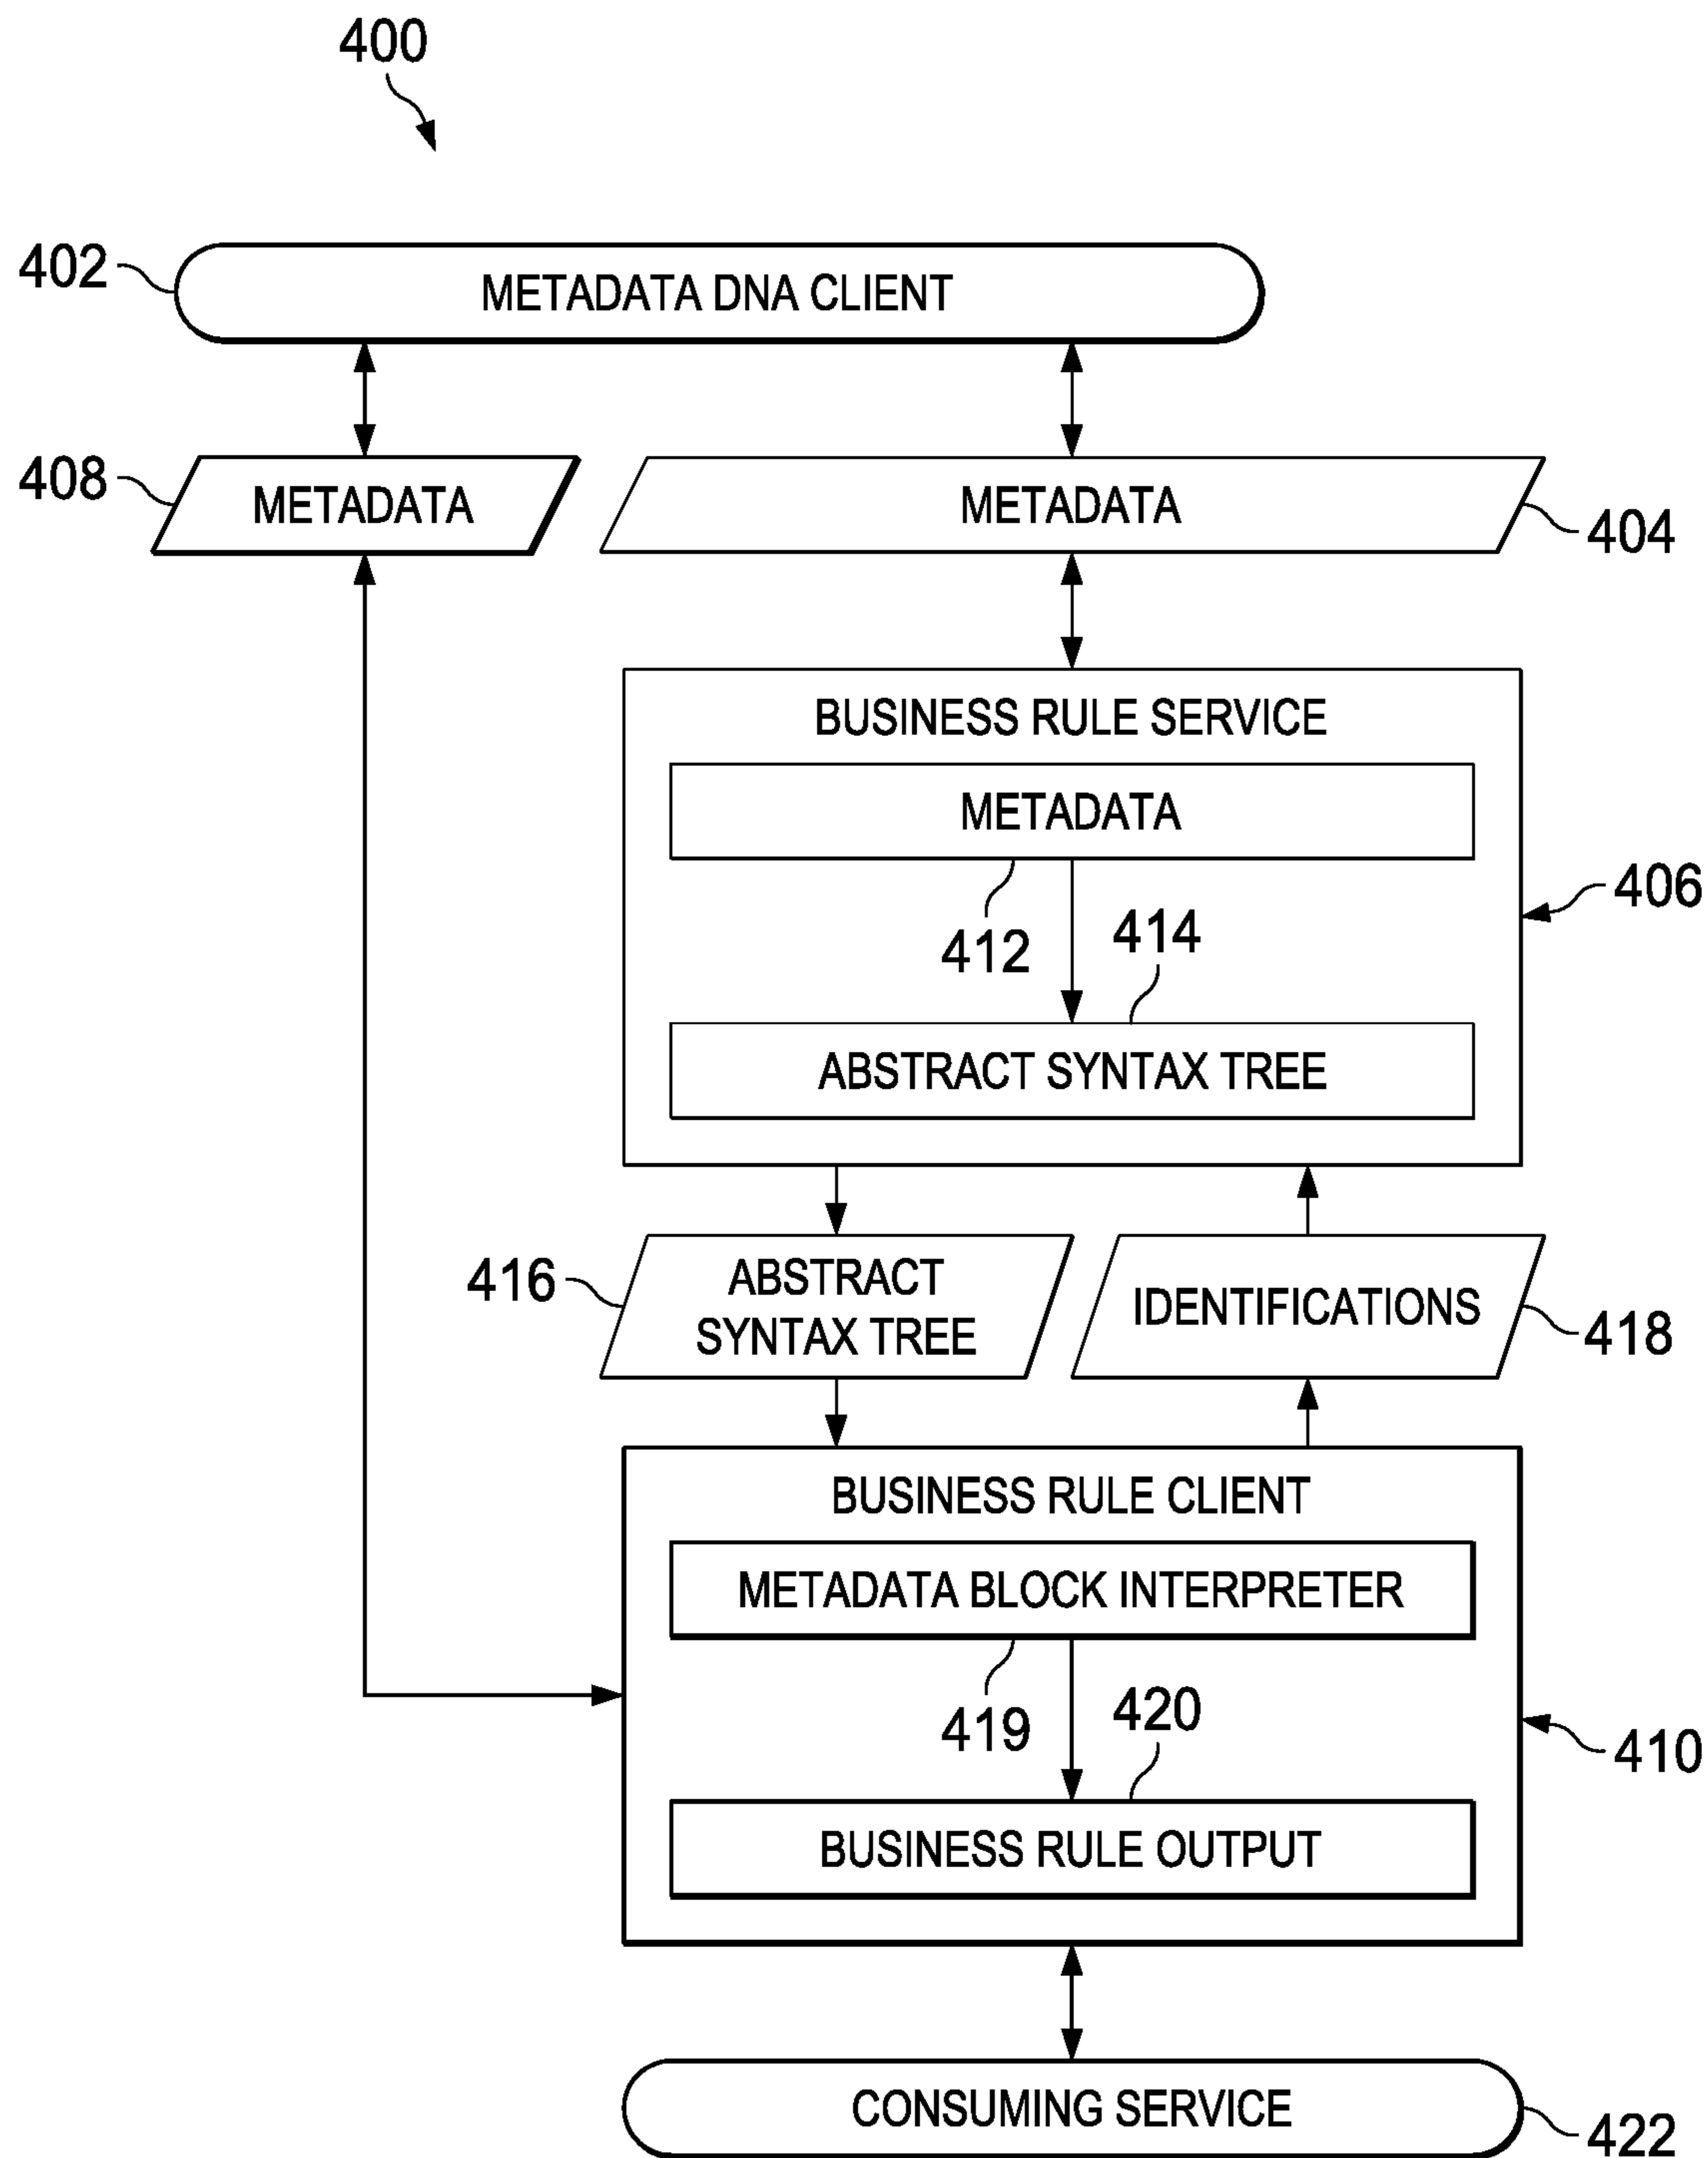 400
402
METADATA DNA CLIENT
408
METADATA
METADATA
404
BUSINESS RULE SERVICE
METADATA
406
412
414
ABSTRACT SYNTAX TREE
416
ABSTRACT
SYNTAX TREE
IDENTIFICATIONS
418
BUSINESS RULE CLIENT
METADATA BLOCK INTERPRETER
419
420
410
BUSINESS RULE OUTPUT
CONSUMING SERVICE
422